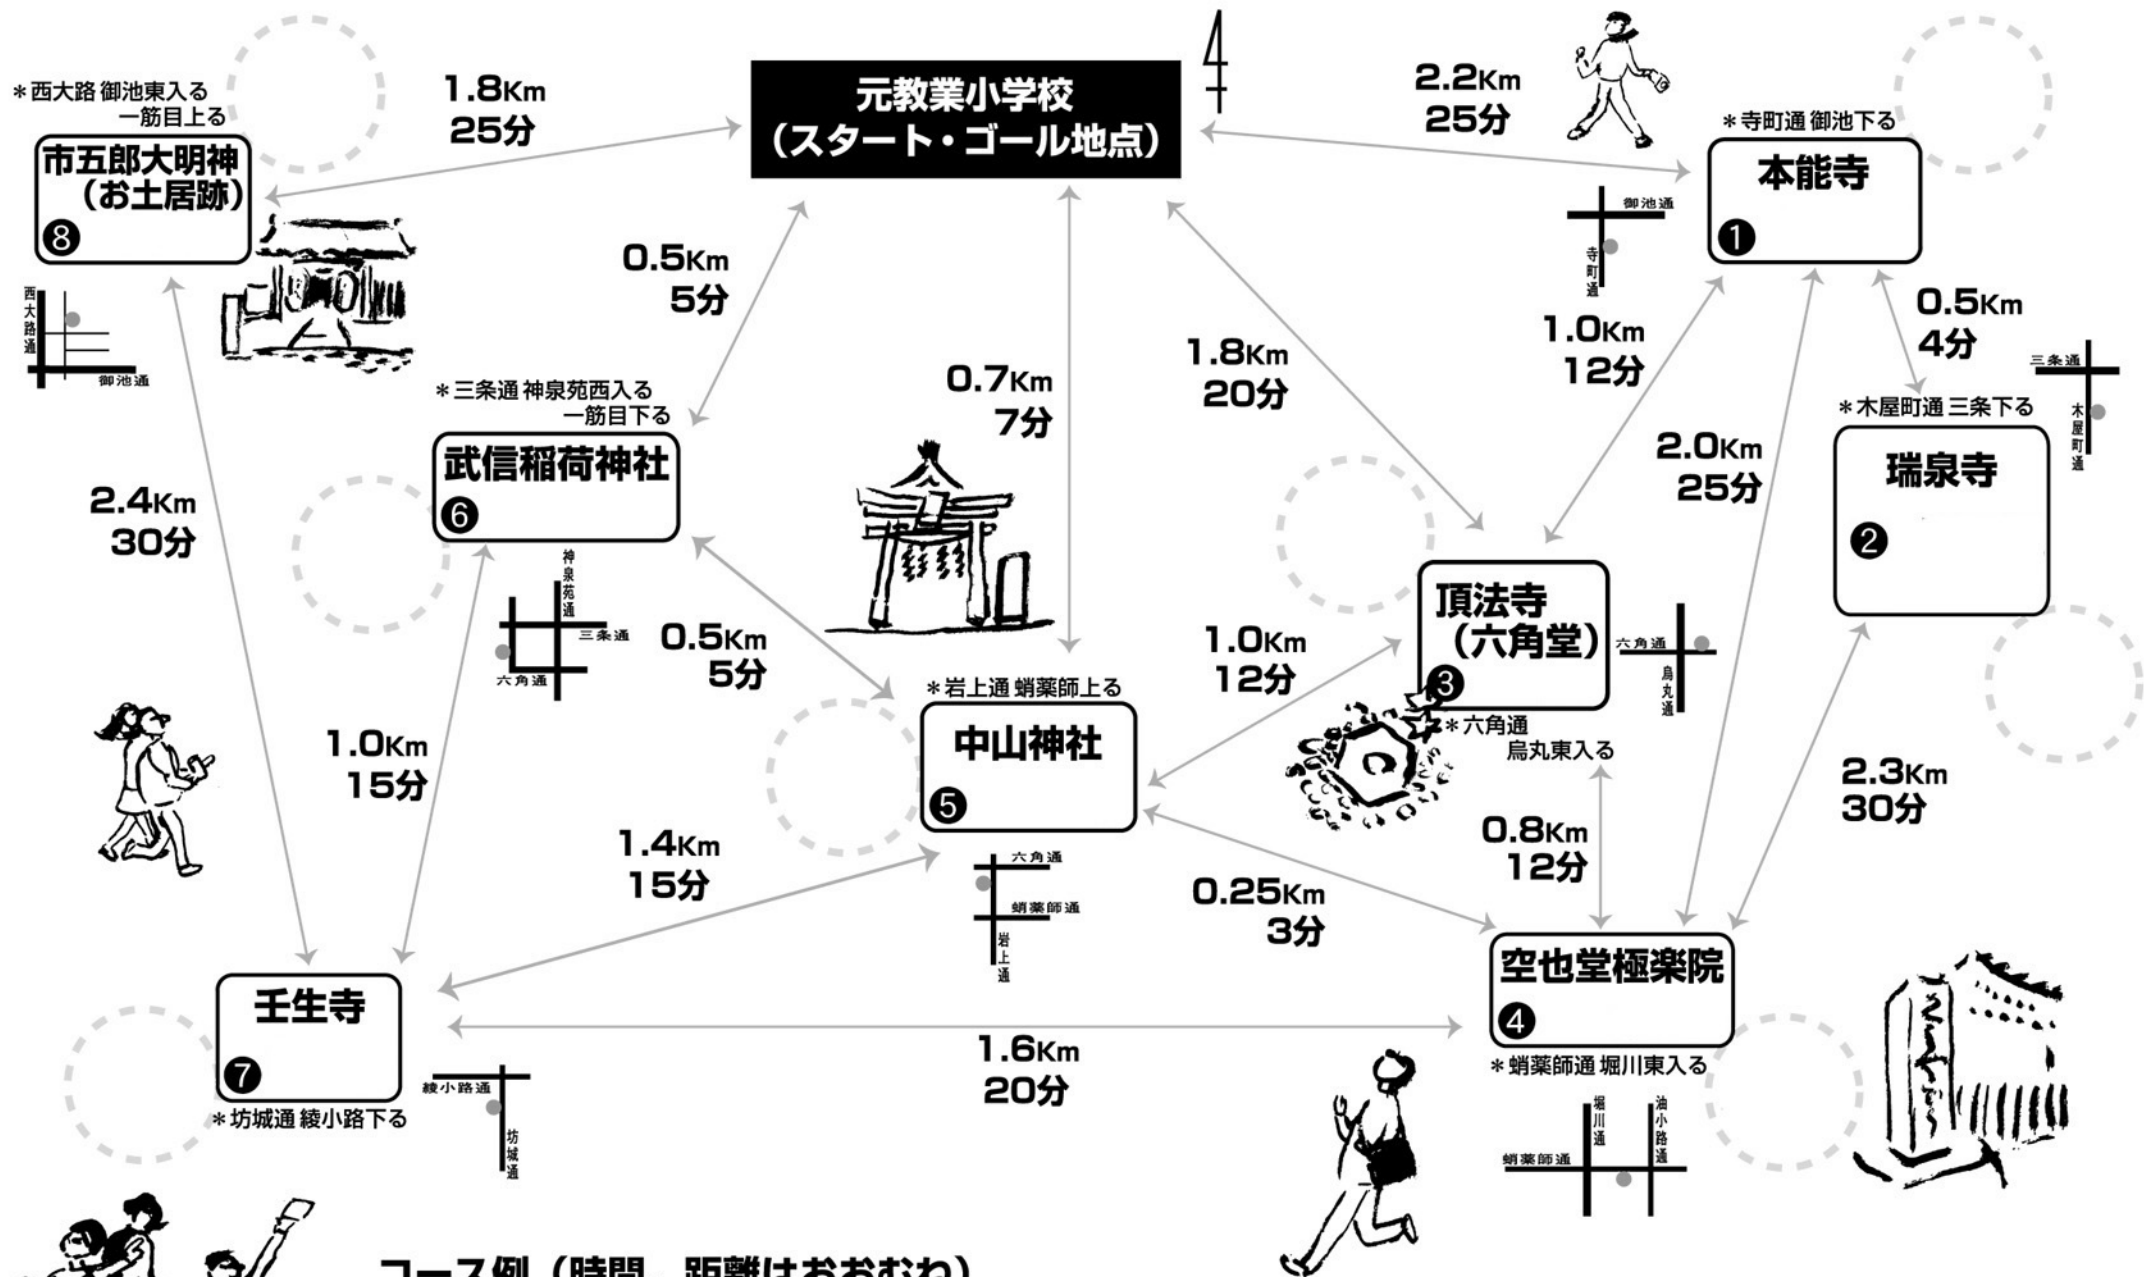 元教業小学校
（スタート・ゴール地点）
＊西大路 御池東入る
一筋目上る
市五郎大明神
（お土居跡）
8
西大路通
御池通
1.8Km
25分
2.2Km
25分
＊寺町通 御池下る
本能寺
1
御池通
寺町通
0.5Km
5分
0.7Km
7分
1.8Km
20分
1.0Km
12分
0.5Km
4分
三条通
木屋町通
＊木屋町通 三条下る
瑞泉寺
2
2.0Km
25分
＊三条通 神泉苑西入る
一筋目下る
武信稲荷神社
6
神泉苑通
三条通
六角通
2.4Km
30分
0.5Km
5分
1.0Km
12分
頂法寺
（六角堂）
3
＊六角通
烏丸東入る
六角通
烏丸通
＊岩上通 蛸薬師上る
中山神社
5
六角通
蛸薬師通
岩上通
1.0Km
15分
1.4Km
15分
0.25Km
3分
0.8Km
12分
2.3Km
30分
空也堂極楽院
4
＊蛸薬師通 堀川東入る
堀川通
油小路通
蛸薬師通
壬生寺
7
＊坊城通 綾小路下る
綾小路通
坊城通
1.6Km
20分